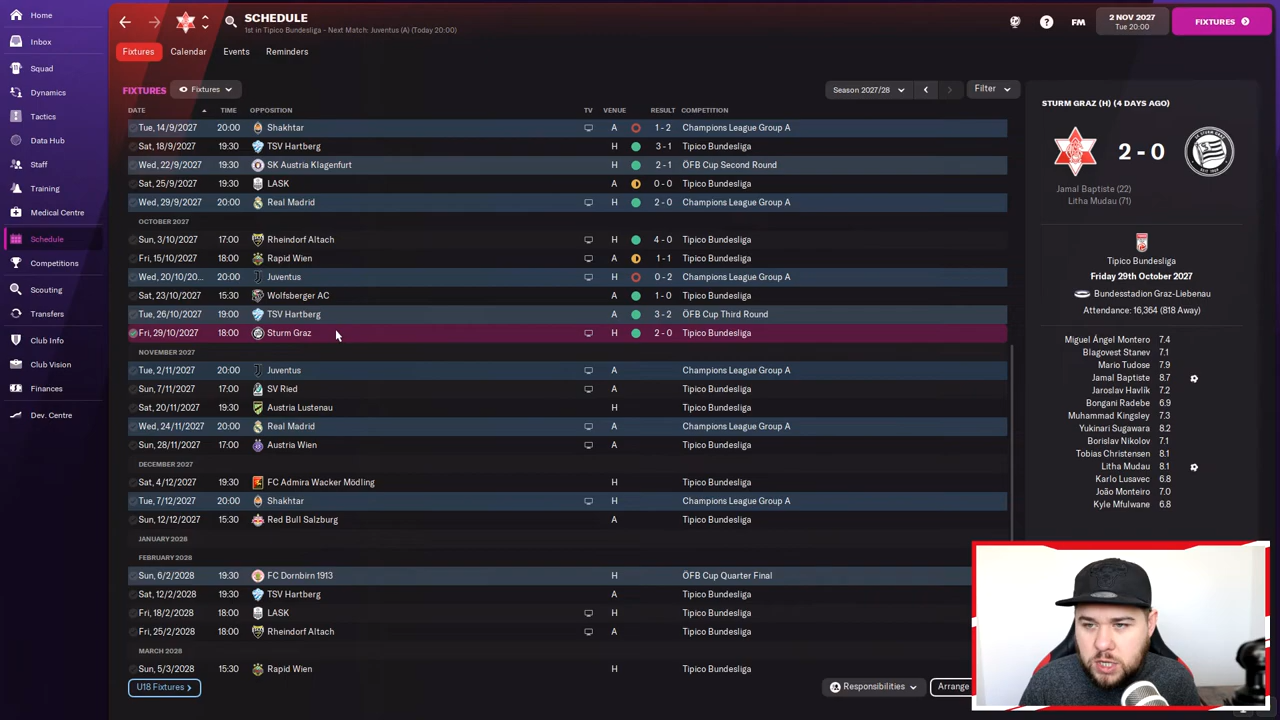 Home
Inbox
Squad
Dynamics
Tactics
Data Hub
Staff
Training
Medical Centre
Schedule
Competitions
Scouting
Transfers
Club Info
Club Vision
Finances
Dev. Centre
SCHEDULE
1st in Tipico Bundesliga - Next Match: Juventus (A) (Today 20:00)
? FM
2 NOV 2027
Tue 20:00
FIXTURES
Fixtures Calendar Events Reminders
FIXTURES Fixtures Season 2027/28 Filter
DATE TIME OPPOSITION TV VENUE RESULT COMPETITION
Tue, 14/9/2027 20:00 Shakhtar A 1 - 2 Champions League Group A
Sat, 18/9/2027 19:30 TSV Hartberg H 3 - 1 Tipico Bundesliga
Wed, 22/9/2027 19:30 SK Austria Klagenfurt H 2 - 1 ÖFB Cup Second Round
Sat, 25/9/2027 19:30 LASK A 0 - 0 Tipico Bundesliga
Wed, 29/9/2027 20:00 Real Madrid H 2 - 0 Champions League Group A
OCTOBER 2027
Sun, 3/10/2027 17:00 Rheindorf Altach H 4 - 0 Tipico Bundesliga
Fri, 15/10/2027 18:00 Rapid Wien A 1 - 1 Tipico Bundesliga
Wed, 20/10/20... 20:00 Juventus H 0 - 2 Champions League Group A
Sat, 23/10/2027 15:30 Wolfsberger AC A 1 - 0 Tipico Bundesliga
Tue, 26/10/2027 19:00 TSV Hartberg H 3 - 2 ÖFB Cup Third Round
Fri, 29/10/2027 18:00 Sturm Graz H 2 - 0 Tipico Bundesliga
NOVEMBER 2027
Tue, 2/11/2027 20:00 Juventus A Champions League Group A
Sun, 7/11/2027 17:00 SV Ried A Tipico Bundesliga
Sat, 20/11/2027 19:30 Austria Lustenau H Tipico Bundesliga
Wed, 24/11/2027 20:00 Real Madrid A Champions League Group A
Sun, 28/11/2027 17:00 Austria Wien A Tipico Bundesliga
DECEMBER 2027
Sat, 4/12/2027 19:30 FC Admira Wacker Mödling H Tipico Bundesliga
Tue, 7/12/2027 20:00 Shakhtar H Champions League Group A
Sun, 12/12/2027 15:30 Red Bull Salzburg A Tipico Bundesliga
JANUARY 2028
FEBRUARY 2028
Sun, 6/2/2028 19:30 FC Dornbirn 1913 H ÖFB Cup Quarter Final
Sat, 12/2/2028 19:30 TSV Hartberg A Tipico Bundesliga
Fri, 18/2/2028 18:00 LASK H Tipico Bundesliga
Fri, 25/2/2028 18:00 Rheindorf Altach A Tipico Bundesliga
MARCH 2028
Sun, 5/3/2028 15:30 Rapid Wien H Tipico Bundesliga
U18 Fixtures Responsibilities Arrange
STURM GRAZ (H) (4 DAYS AGO)
2 - 0
Jamal Baptiste (22)
Litha Mudau (71)
Tipico Bundesliga
Friday 29th October 2027
Bundesstadion Graz-Liebenau
Attendance: 16,364 (818 Away)
Miguel Ángel Montero 7.4
Blagovest Stanev 7.1
Mario Tudose 7.9
Jamal Baptiste 8.7
Jaroslav Havlík 7.2
Bongani Radebe 6.9
Muhammad Kingsley 7.3
Yukinari Sugawara 8.2
Borislav Nikolov 7.1
Tobias Christensen 8.1
Litha Mudau 8.1
Karlo Lusavec 6.8
João Monteiro 7.0
Kyle Mfulwane 6.8